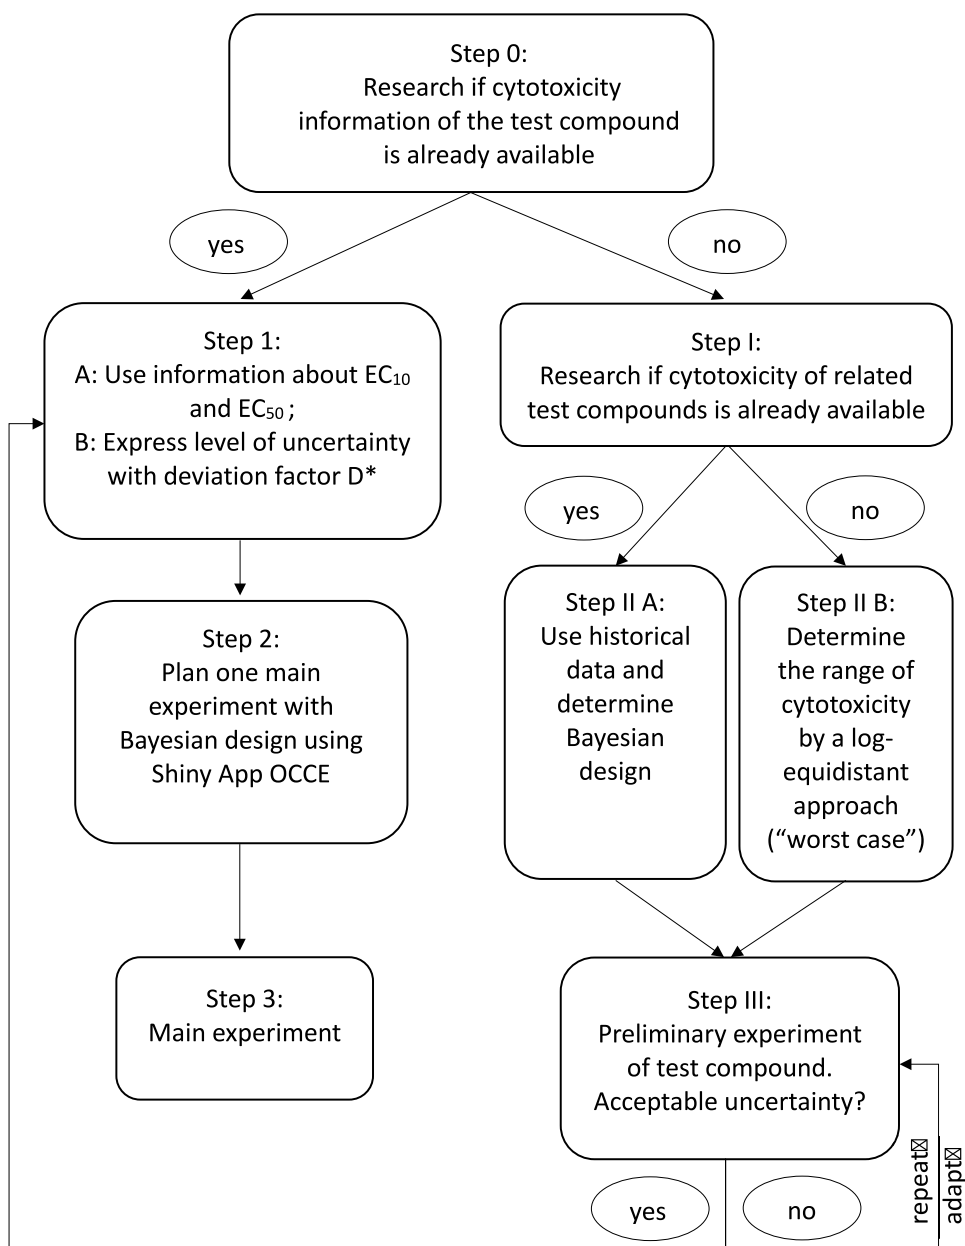 Step 0:
Research if cytotoxicity
information of the test compound
is already available
yes
no
Step 1:
A: Use information about EC₁₀
and EC₅₀ ;
B: Express level of uncertainty
with deviation factor D*
Step I:
Research if cytotoxicity of related
test compounds is already available
yes
no
Step 2:
Plan one main
experiment with
Bayesian design using
Shiny App OCCE
Step II A:
Use historical
data and
determine
Bayesian
design
Step II B:
Determine
the range of
cytotoxicity
by a log-
equidistant
approach
(“worst case”)
Step 3:
Main experiment
Step III:
Preliminary experiment
of test compound.
Acceptable uncertainty?
yes
no
repeat
adapt